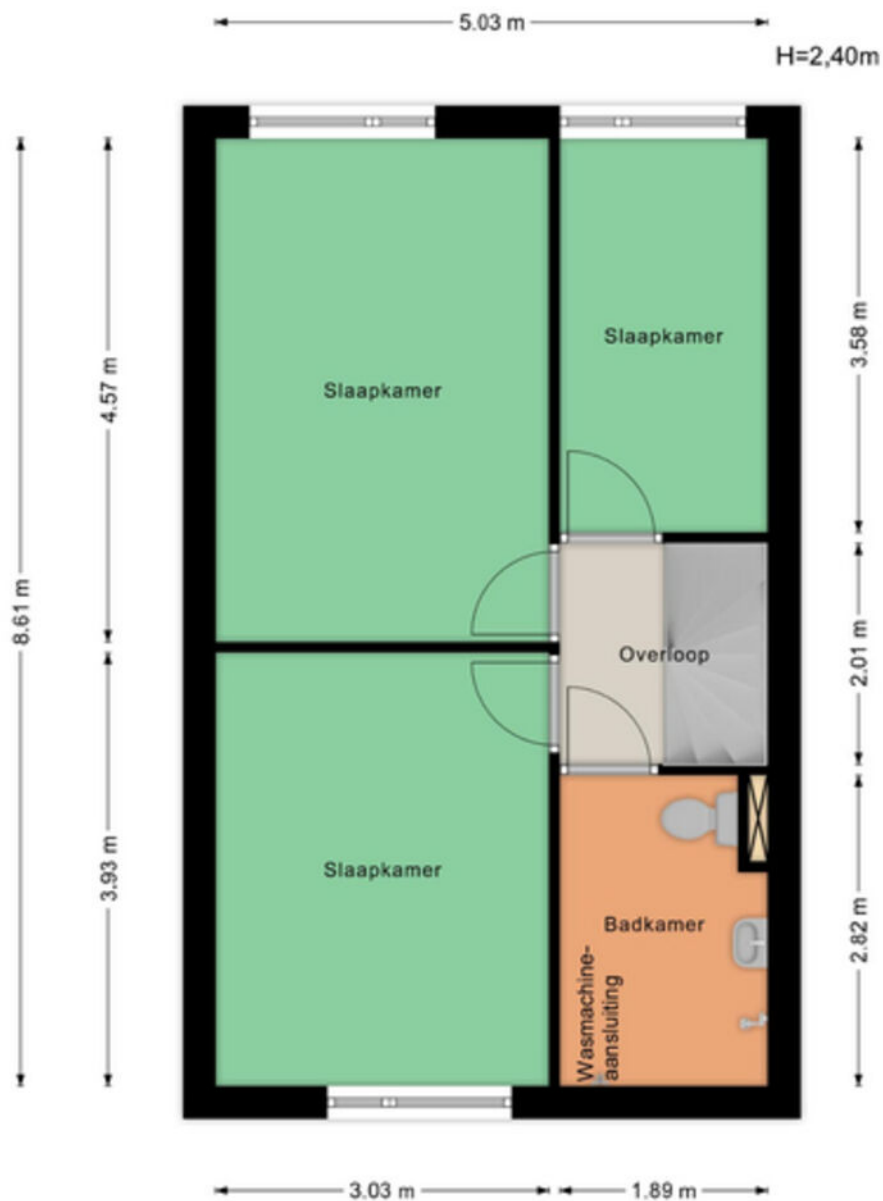 5.03 m
H=2,40m
8.61 m
4.57 m
3.58 m
Slaapkamer
Slaapkamer
2.01 m
Overloop
3.93 m
Slaapkamer
Badkamer
2.82 m
Wasmachine-
aansluiting
3.03 m
1.89 m